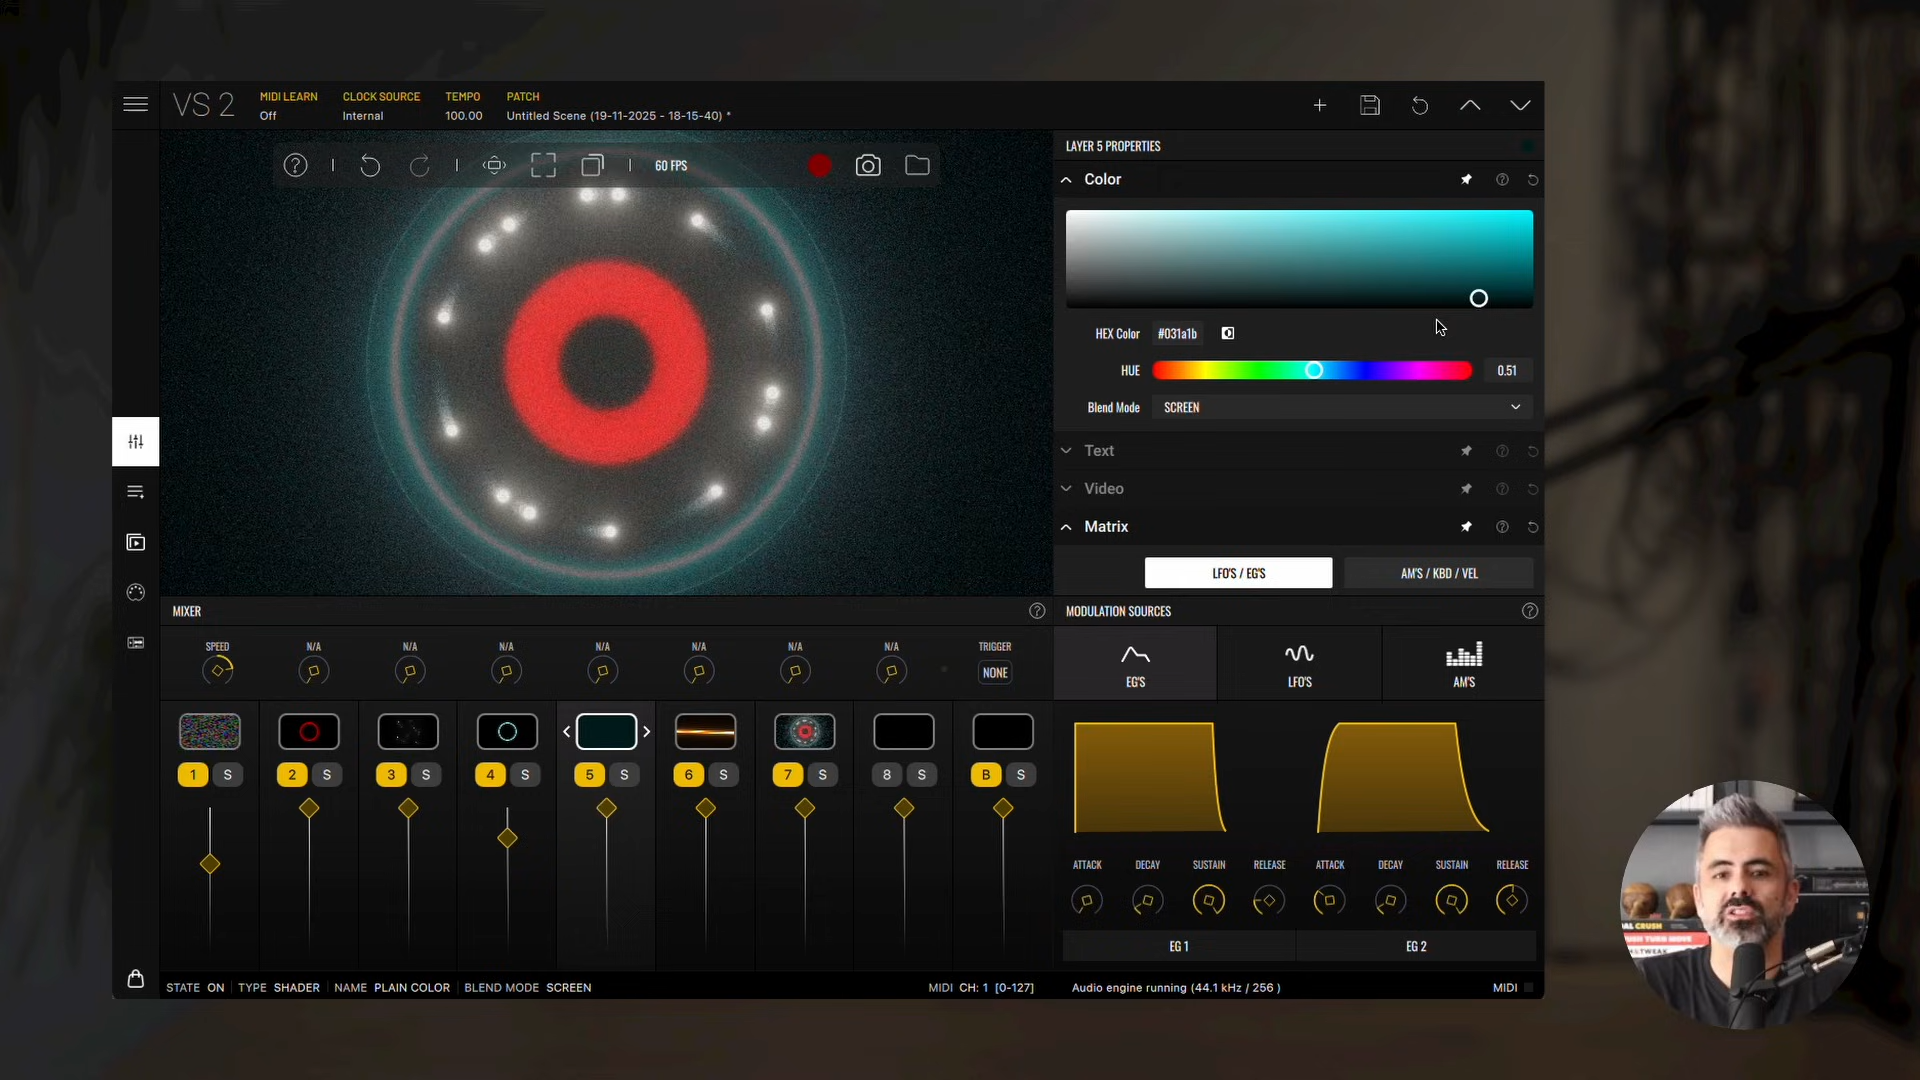 VS 2
MIDI LEARN
Off
CLOCK SOURCE
Internal
TEMPO
100.00
PATCH
Untitled Scene (19-11-2025 - 18-15-40) *
60 FPS
LAYER 5 PROPERTIES
Color
HEX Color #031a1b
HUE 0.51
Blend Mode SCREEN
Text
Video
Matrix
LFO'S / EG'S AM'S / KBD / VEL
MIXER
SPEED N/A N/A N/A N/A N/A N/A N/A TRIGGER
NONE
1 S 2 S 3 S 4 S 5 S 6 S 7 S 8 S B S
MODULATION SOURCES
EG'S LFO'S AM'S
ATTACK DECAY SUSTAIN RELEASE ATTACK DECAY SUSTAIN RELEASE
EG 1 EG 2
STATE ON TYPE SHADER NAME PLAIN COLOR BLEND MODE SCREEN
MIDI CH: 1 [0-127]
Audio engine running (44.1 kHz / 256 )
MIDI
CRUSH
TURN MOVE
TWEAK